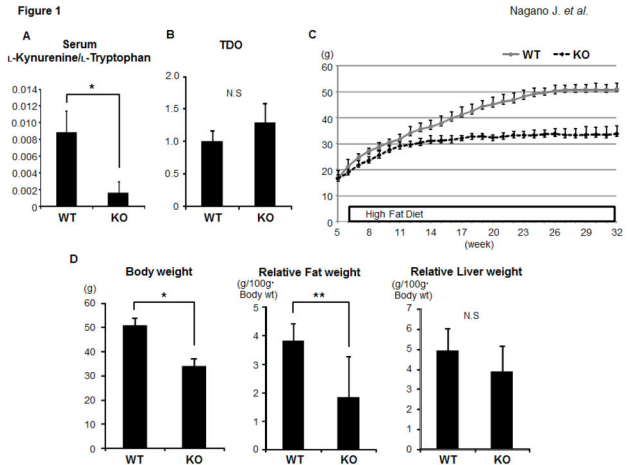 Figure 1
Nagano J. et al.
A
Serum
L-Kynurenine/L-Tryptophan
*
0.014
0.012
0.010
0.008
0.006
0.004
0.002
0
WT KO
B
TDO
N.S
2.0
1.5
1.0
0.5
0
WT KO
C
(g)
WT KO
60
50
40
30
20
10
0
High Fat Diet
5 8 11 14 17 20 23 26 29 32
(week)
D
Body weight
(g)
*
60
50
40
30
20
10
0
WT KO
Relative Fat weight
(g/100g·
Body wt)
**
5
4
3
2
1
0
WT KO
Relative Liver weight
(g/100g·
Body wt)
N.S
7
6
5
4
3
2
1
0
WT KO